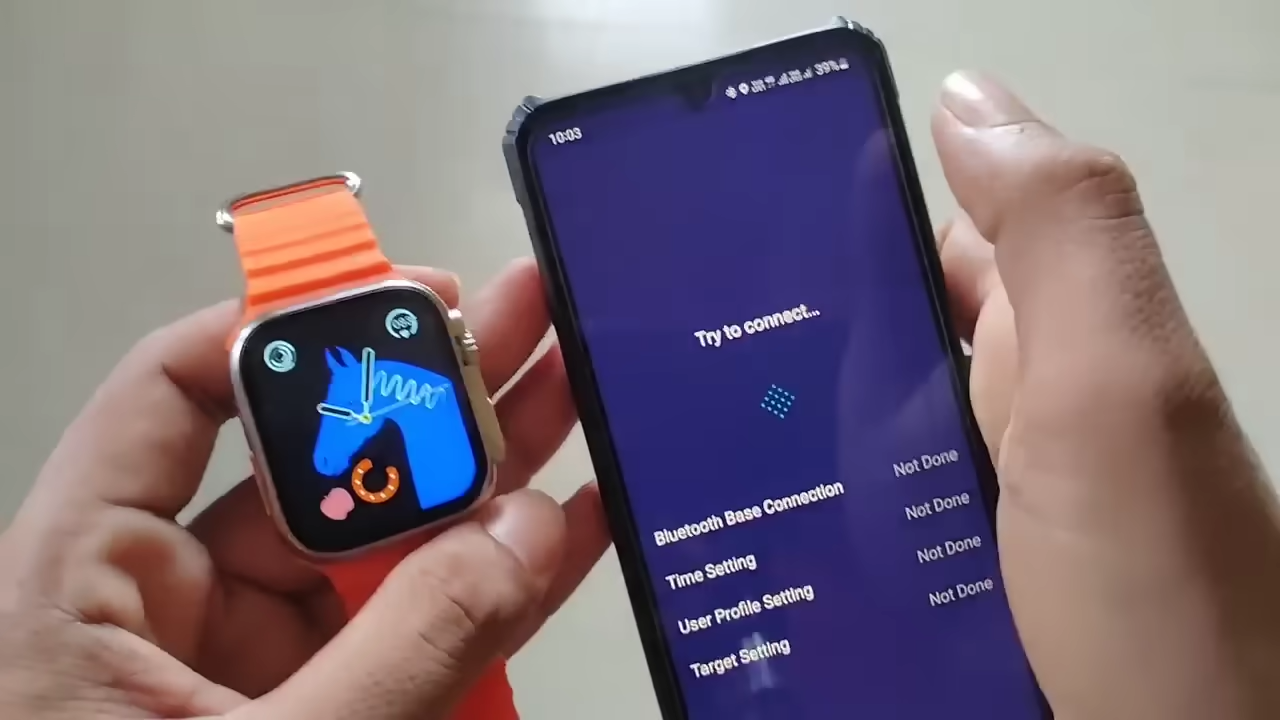 10:03
39%
Try to connect...
Bluetooth Base Connection Not Done
Time Setting Not Done
User Profile Setting Not Done
Target Setting Not Done